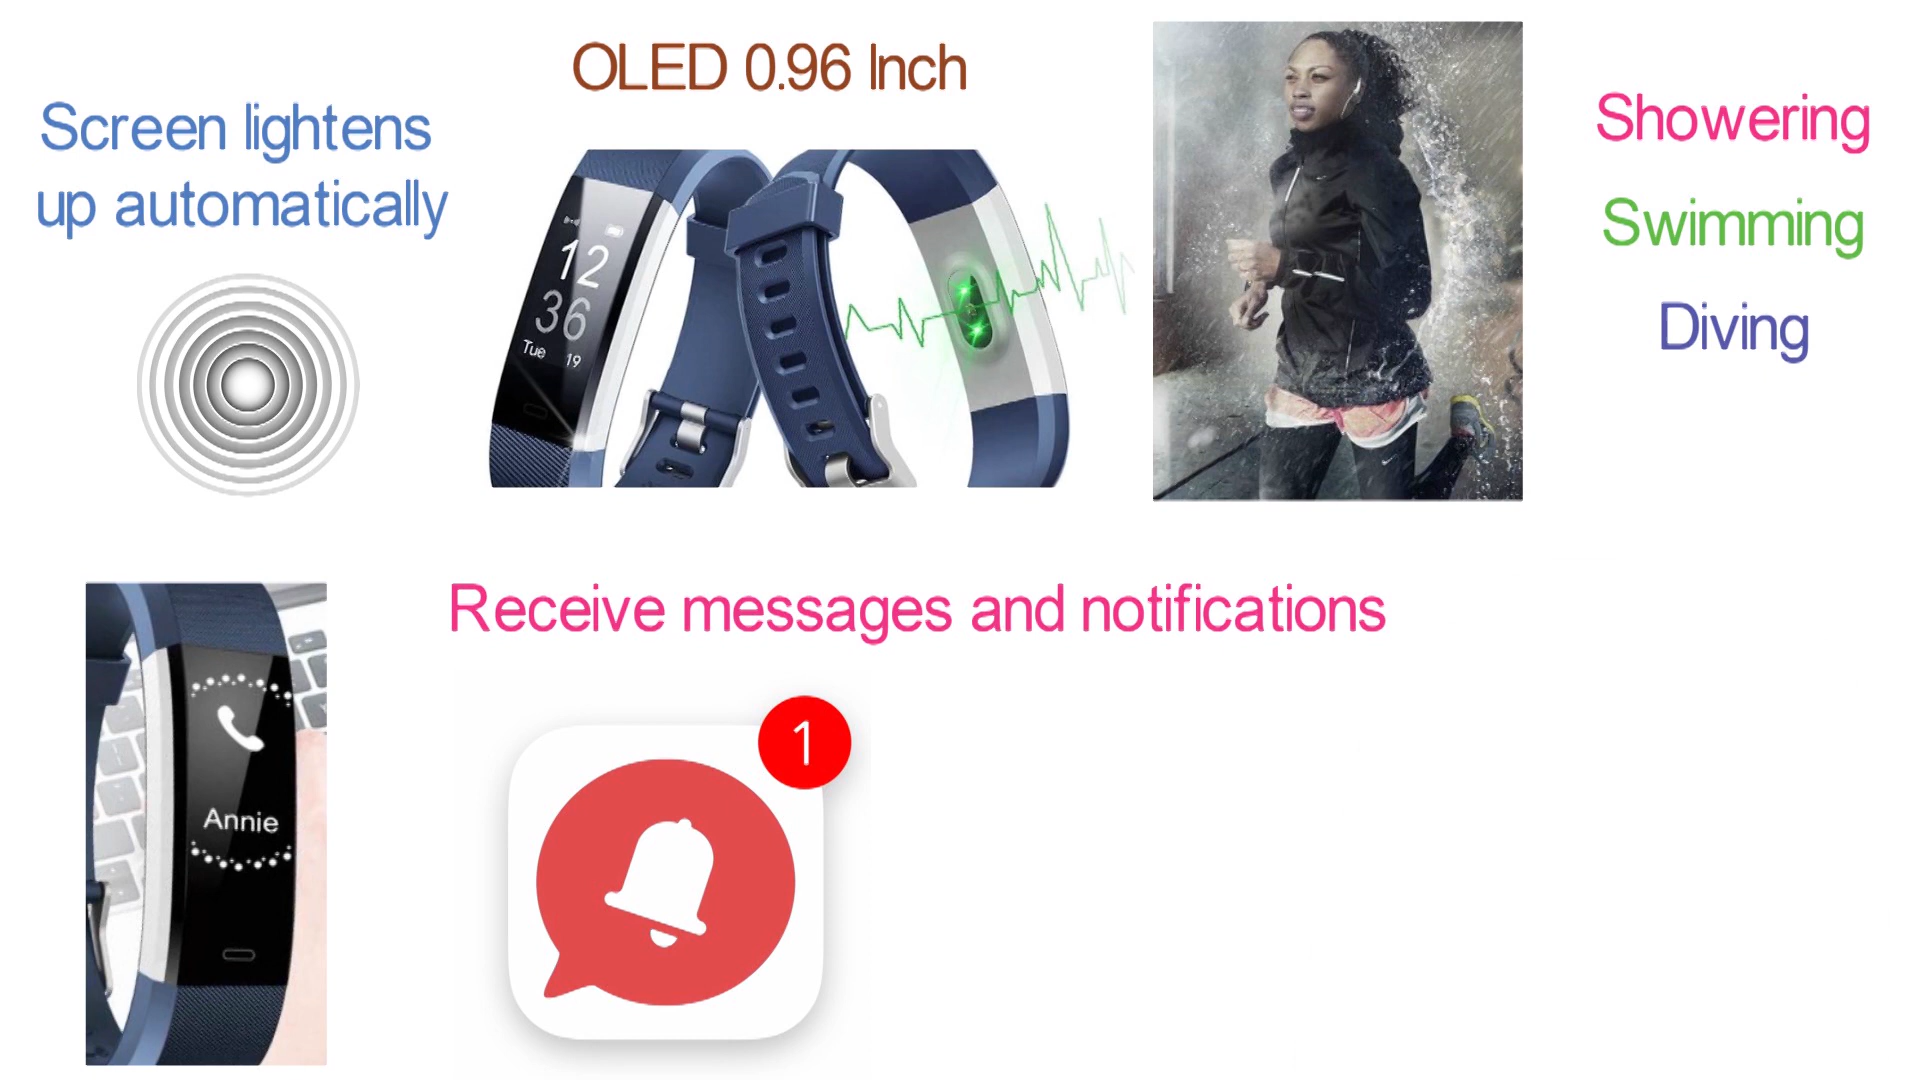 OLED 0.96 Inch
Screen lightens
up automatically
12
36
Tue 19
Showering
Swimming
Diving
Receive messages and notifications
1
Annie